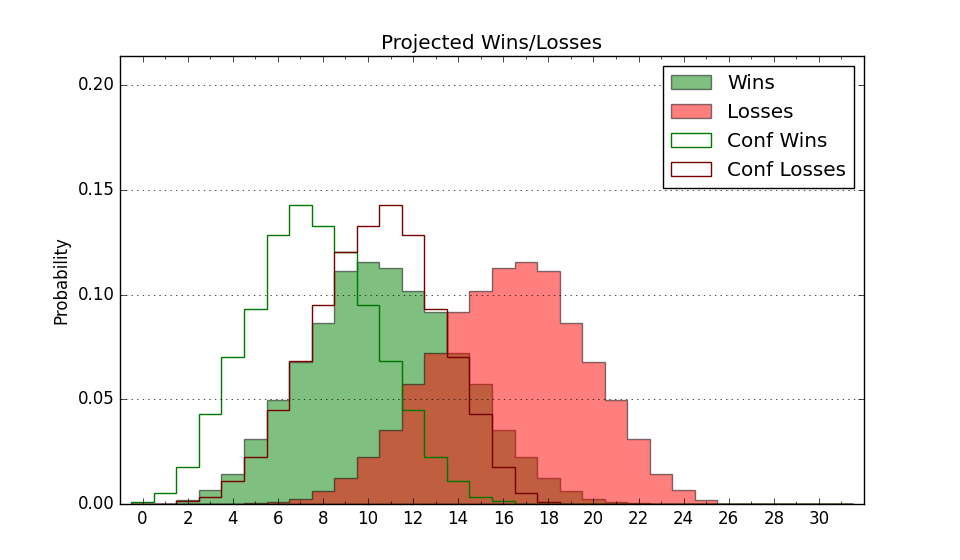 Projected Wins/Losses
Wins
Losses
Conf Wins
Conf Losses
Probability
0.20
0.15
0.10
0.05
0.00
0 2 4 6 8 10 12 14 16 18 20 22 24 26 28 30